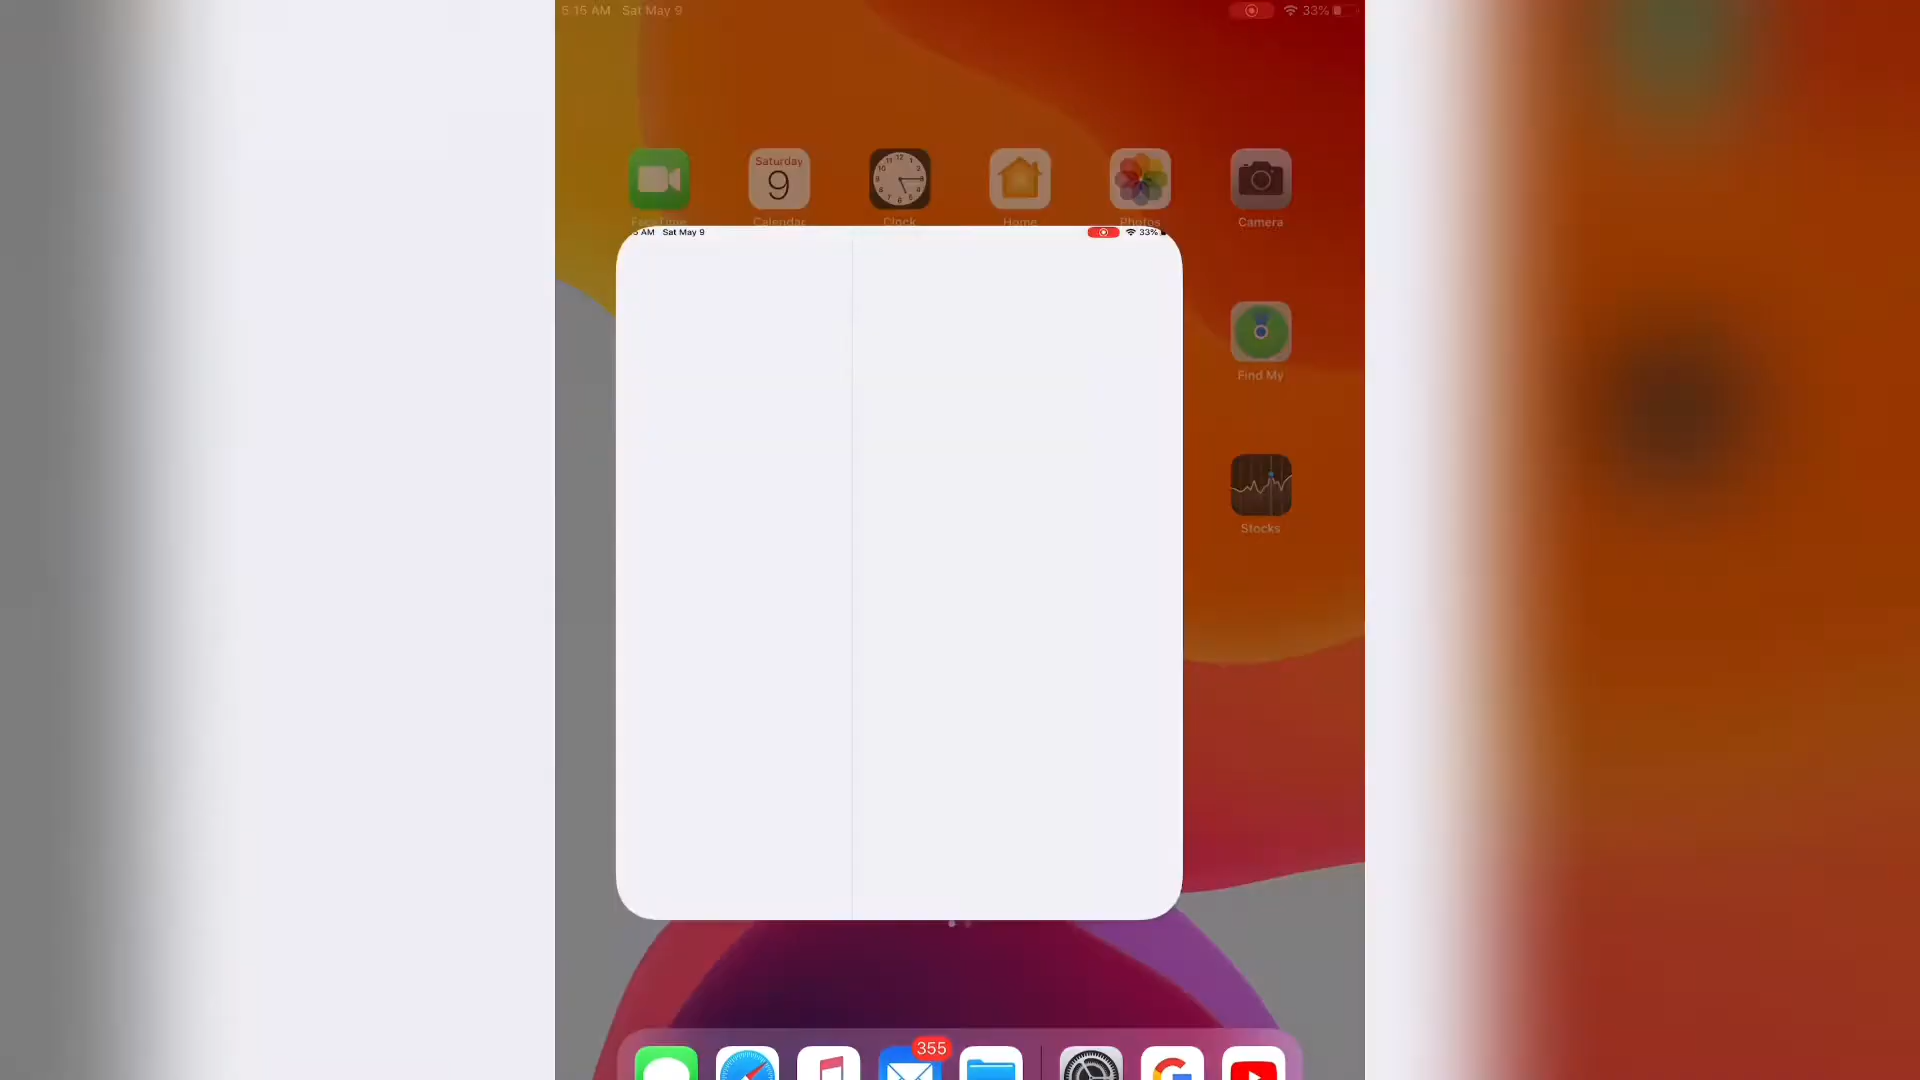 5:15 AM Sat May 9
33%
Saturday
9
FaceTime
Calendar
Clock
Home
Photos
Camera
5 AM Sat May 9
33%
Find My
Stocks
355